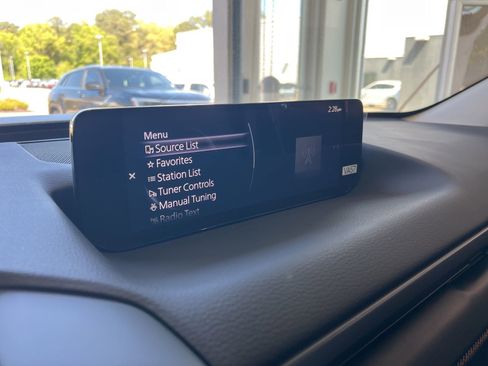 2:28
Menu
Source List
Favorites
Station List
Tuner Controls
Manual Tuning
Radio Text